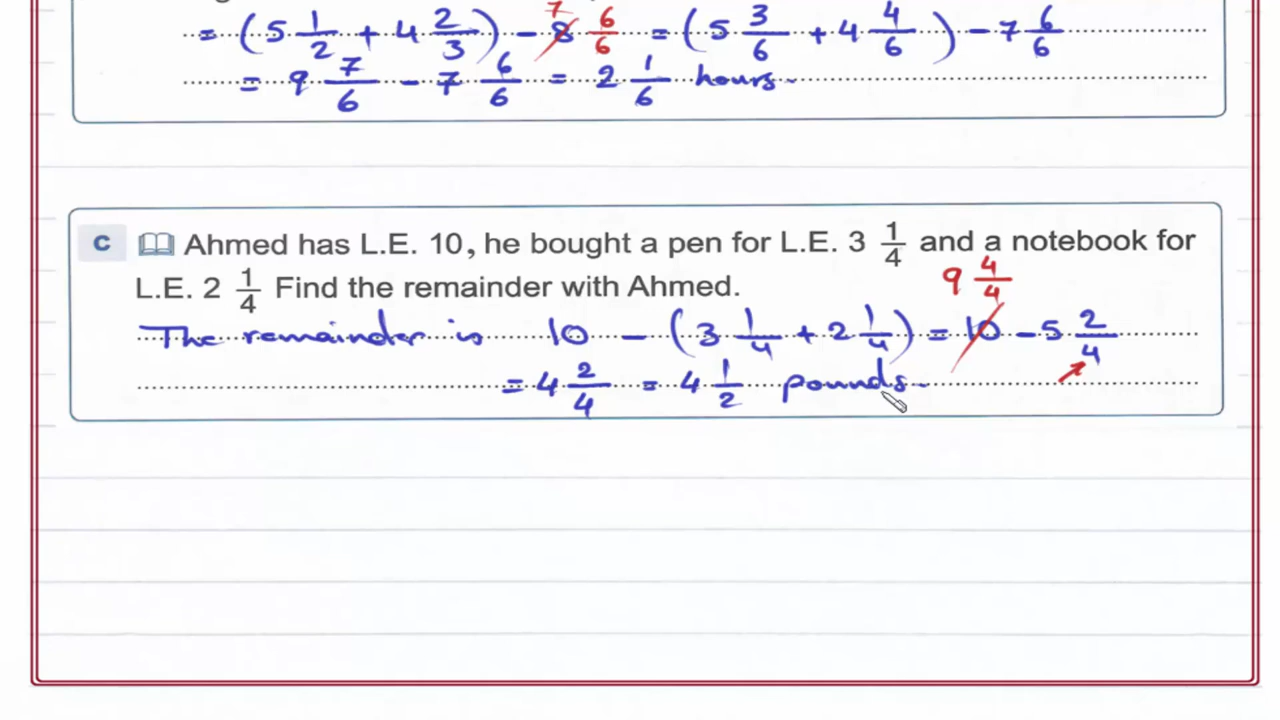 = (5 1/2 + 4 2/3) - 8 7 6/6 = (5 3/6 + 4 4/6) - 7 6/6
= 9 7/6 - 7 6/6 = 2 1/6 hours.
C Ahmed has L.E. 10, he bought a pen for L.E. 3 1/4 and a notebook for
L.E. 2 1/4 Find the remainder with Ahmed.
9 4/4
The remainder is 10 - (3 1/4 + 2 1/4) = 10 - 5 2/4
= 4 2/4 = 4 1/2 pounds.